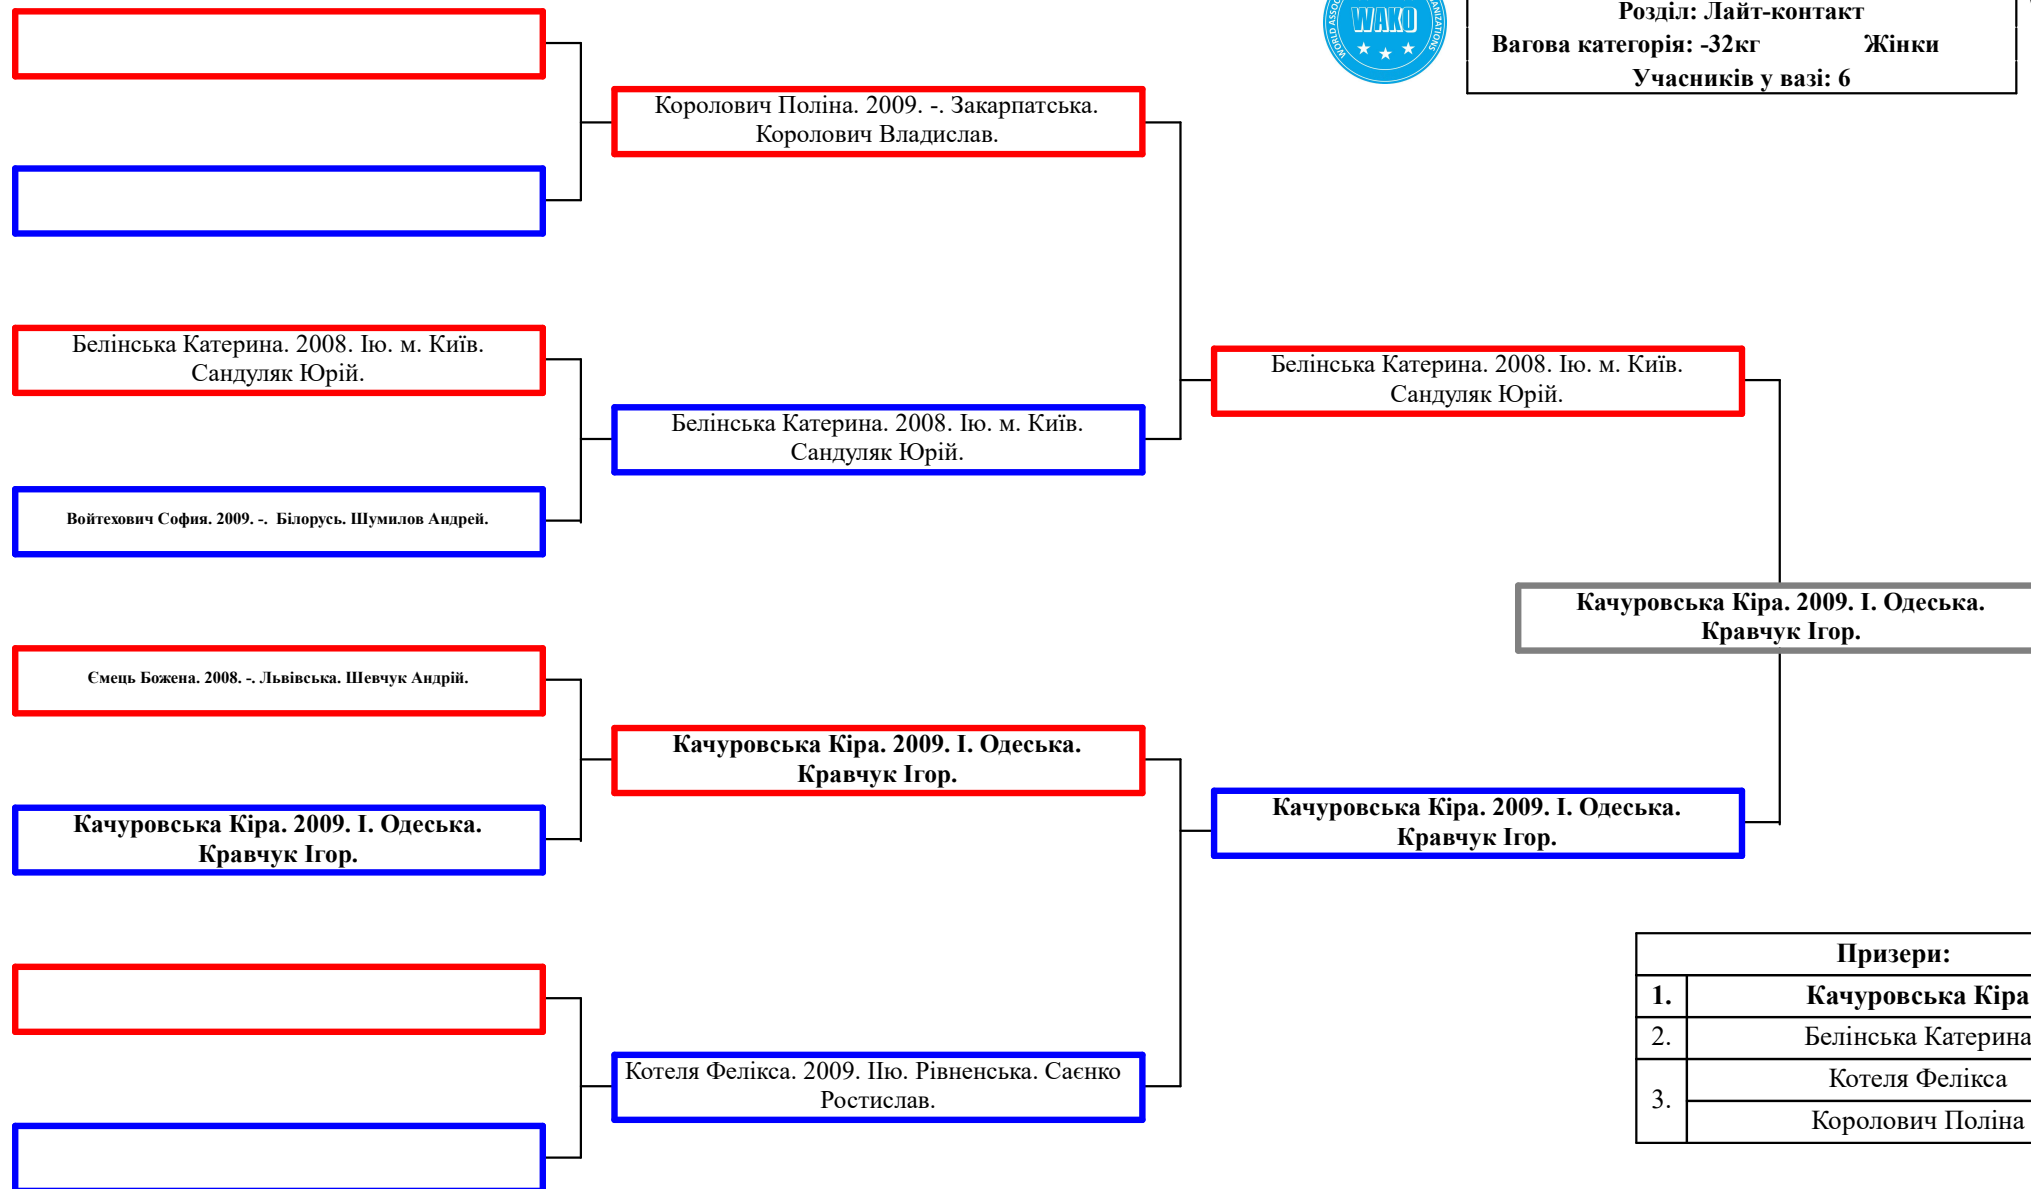 WAKO
Розділ: Лайт-контакт
Вагова категорія: -32кг Жінки
Учасників у вазі: 6
Королович Поліна. 2009. -. Закарпатська.
Королович Владислав.
Белінська Катерина. 2008. Ію. м. Київ.
Сандуляк Юрій.
Белінська Катерина. 2008. Ію. м. Київ.
Сандуляк Юрій.
Белінська Катерина. 2008. Ію. м. Київ.
Сандуляк Юрій.
Войтехович София. 2009. -. Білорусь. Шумилов Андрей.
Качуровська Кіра. 2009. І. Одеська.
Кравчук Ігор.
Ємець Божена. 2008. -. Львівська. Шевчук Андрій.
Качуровська Кіра. 2009. І. Одеська.
Кравчук Ігор.
Качуровська Кіра. 2009. І. Одеська.
Кравчук Ігор.
Качуровська Кіра. 2009. І. Одеська.
Кравчук Ігор.
Котеля Фелікса. 2009. ІІю. Рівненська. Саєнко
Ростислав.
Призери:
1. Качуровська Кіра
2. Белінська Катерина
3. Котеля Фелікса
Королович Поліна